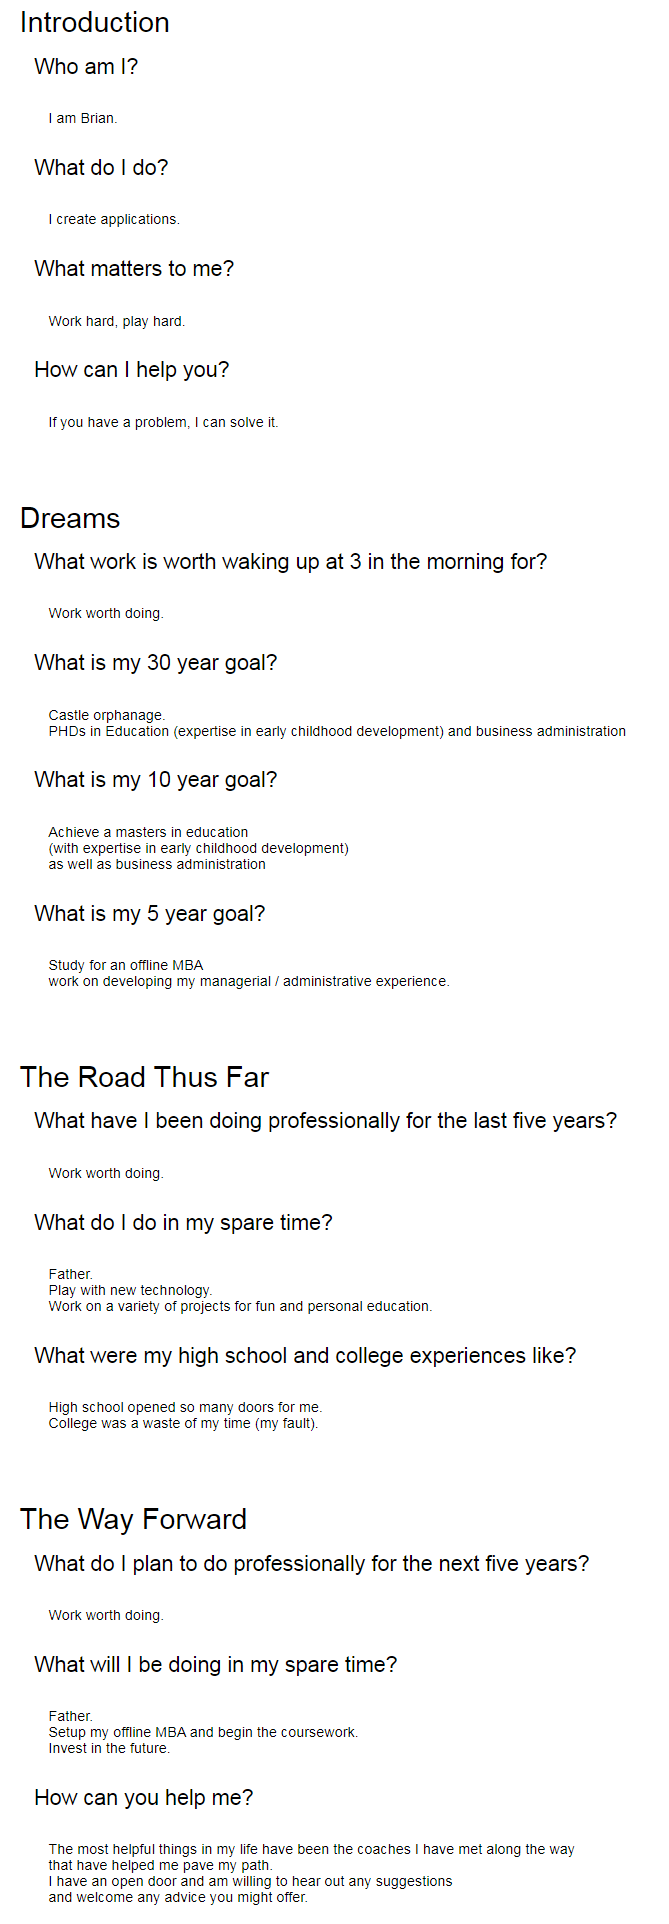 Introduction
Who am I?
I am Brian.
What do I do?
I create applications.
What matters to me?
Work hard, play hard.
How can I help you?
If you have a problem, I can solve it.
Dreams
What work is worth waking up at 3 in the morning for?
Work worth doing.
What is my 30 year goal?
Castle orphanage.
PHDs in Education (expertise in early childhood development) and business administration
What is my 10 year goal?
Achieve a masters in education
(with expertise in early childhood development)
as well as business administration
What is my 5 year goal?
Study for an offline MBA
work on developing my managerial / administrative experience.
The Road Thus Far
What have I been doing professionally for the last five years?
Work worth doing.
What do I do in my spare time?
Father.
Play with new technology.
Work on a variety of projects for fun and personal education.
What were my high school and college experiences like?
High school opened so many doors for me.
College was a waste of my time (my fault).
The Way Forward
What do I plan to do professionally for the next five years?
Work worth doing.
What will I be doing in my spare time?
Father.
Setup my offline MBA and begin the coursework.
Invest in the future.
How can you help me?
The most helpful things in my life have been the coaches I have met along the way
that have helped me pave my path.
I have an open door and am willing to hear out any suggestions
and welcome any advice you might offer.